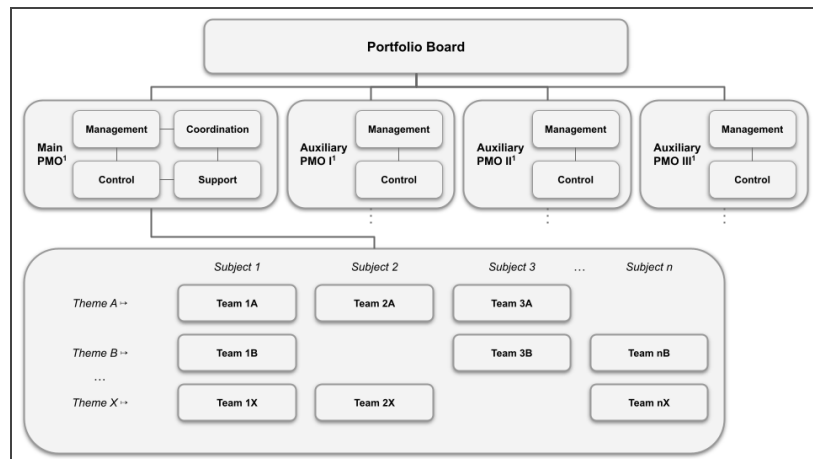 Portfolio Board
Main PMO¹
Management
Coordination
Control
Support
Auxiliary PMO I¹
Management
Control
Auxiliary PMO II¹
Management
Control
Auxiliary PMO III¹
Management
Control
Subject 1 Subject 2 Subject 3 ... Subject n
Theme A ↦ Team 1A Team 2A Team 3A
Theme B ↦ Team 1B Team 3B Team nB
...
Theme X ↦ Team 1X Team 2X Team nX